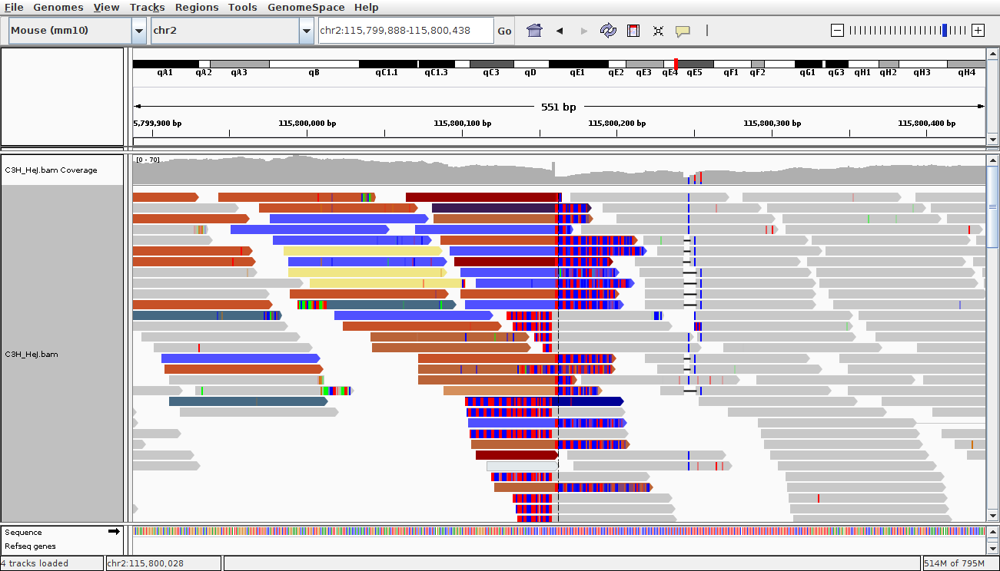 File Genomes View Tracks Regions Tools GenomeSpace Help
Mouse (mm10) chr2 chr2:115,799,888-115,800,438 Go
qA1 qA2 qA3 qB qC1.1 qC1.3 qC3 qD qE1 qE2 qE3 qE4 qE5 qF1 qF2 qG1 qG3 qH1 qH2 qH3 qH4
551 bp
5,799,900 bp 115,800,000 bp 115,800,100 bp 115,800,200 bp 115,800,300 bp 115,800,400 bp
[0 - 70]
C3H_HeJ.bam Coverage
C3H_HeJ.bam
Sequence
Refseq genes
4 tracks loaded chr2:115,800,028 514M of 795M